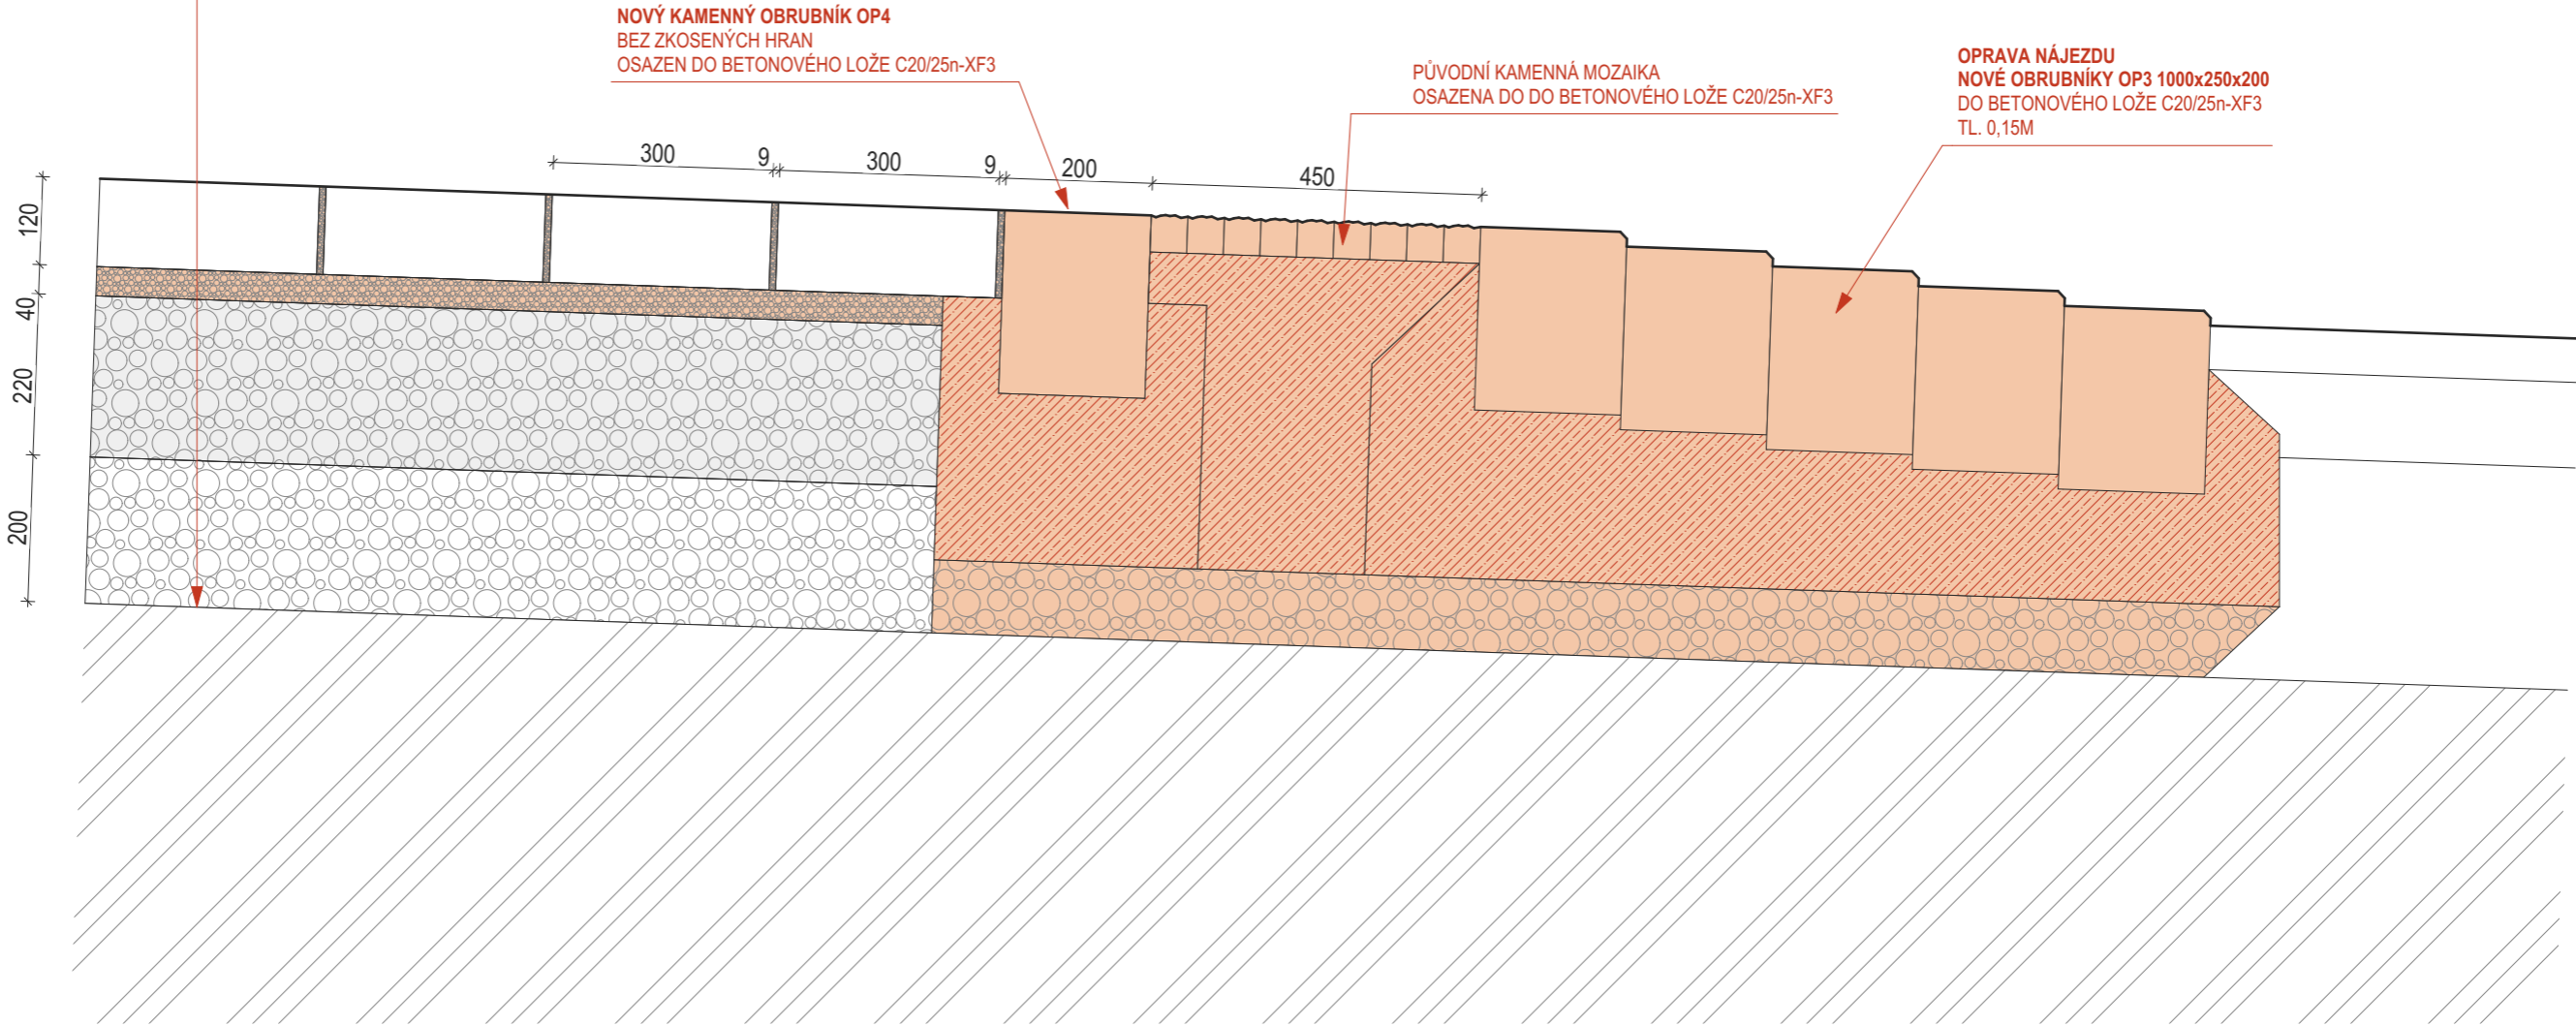 NOVÝ KAMENNÝ OBRUBNÍK OP4
BEZ ZKOSENÝCH HRAN
OSAZEN DO BETONOVÉHO LOŽE C20/25n-XF3
PŮVODNÍ KAMENNÁ MOZAIKA
OSAZENA DO DO BETONOVÉHO LOŽE C20/25n-XF3
OPRAVA NÁJEZDU
NOVÉ OBRUBNÍKY OP3 1000x250x200
DO BETONOVÉHO LOŽE C20/25n-XF3
TL. 0,15M
300
9
300
9
200
450
120
40
220
200